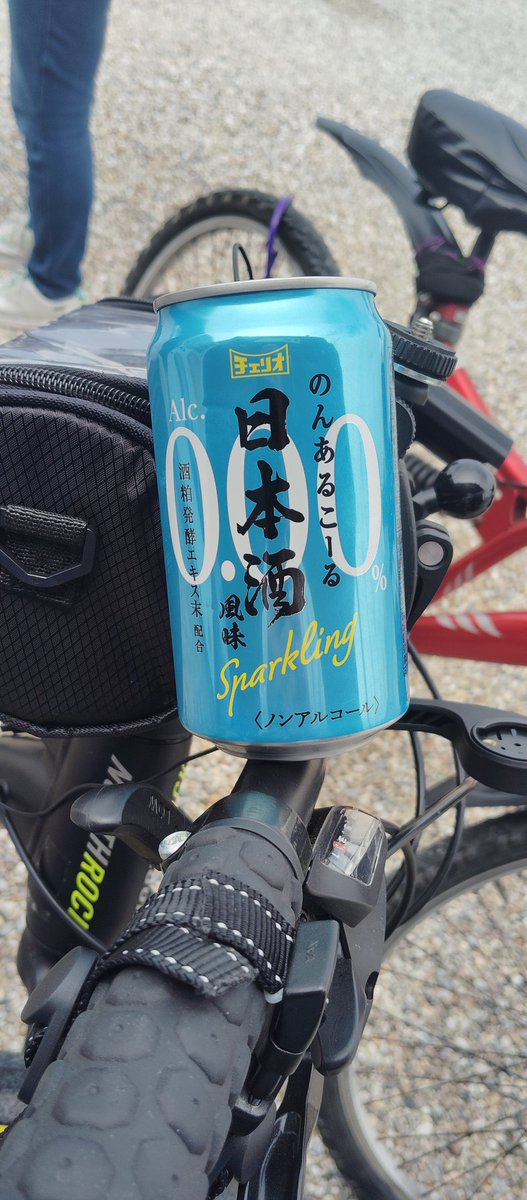 チェリオ
Alc.
0.00%
のんあるこーる
日本酒
風味
酒粕発酵エキス末 配合
Sparkling
〈ノンアルコール〉
LOW